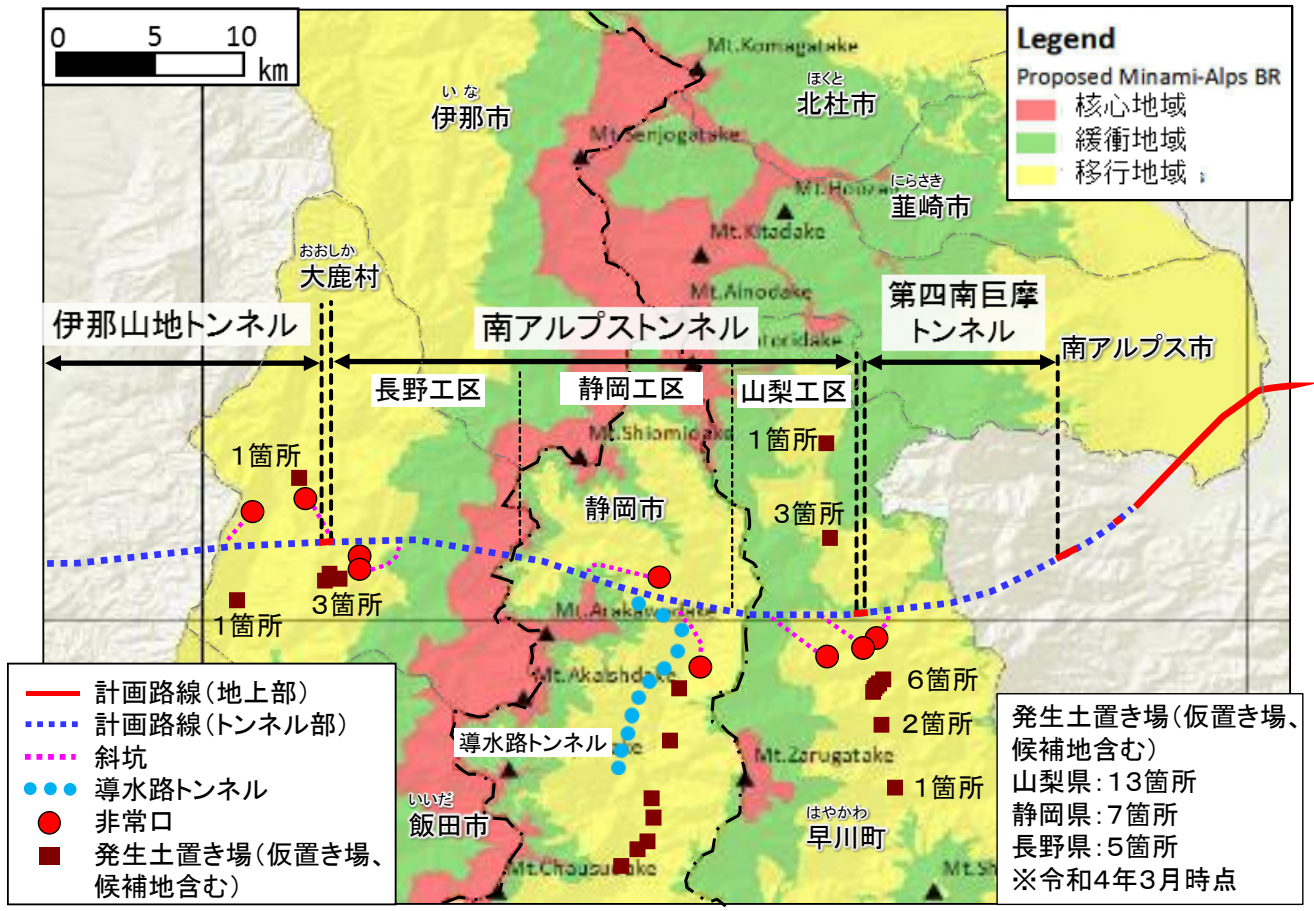 0 5 10
km
Mt.Komagatake
Legend
Proposed Minami-Alps BR
核心地域
緩衝地域
移行地域
いな
伊那市
ほくと
北杜市
Mt.Senjogatake
Mt.Houzan
にらさき
韮崎市
Mt.Kitadake
おおしか
大鹿村
Mt.Ainodake
伊那山地トンネル
南アルプストンネル
第四南巨摩
トンネル
南アルプス市
長野工区
静岡工区
山梨工区
Mt.Shiomidake
1箇所
1箇所
静岡市
3箇所
3箇所
1箇所
Mt.Arakawadake
Mt.Akaishdake
計画路線(地上部)
計画路線(トンネル部)
斜坑
導水路トンネル
非常口
発生土置き場(仮置き場、
候補地含む)
導水路トンネル
6箇所
2箇所
Mt.Zarugatake
1箇所
いいだ
飯田市
はやかわ
早川町
Mt.Chausudake
発生土置き場(仮置き場、
候補地含む)
山梨県:13箇所
静岡県:7箇所
長野県:5箇所
※令和4年3月時点